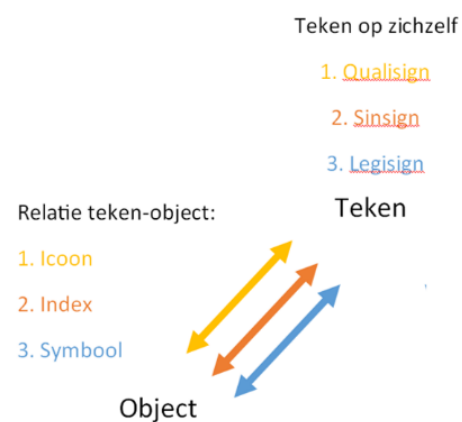 Teken op zichzelf
1. Qualisign
2. Sinsign
3. Legisign
Teken
Relatie teken-object:
1. Icoon
2. Index
3. Symbool
Object